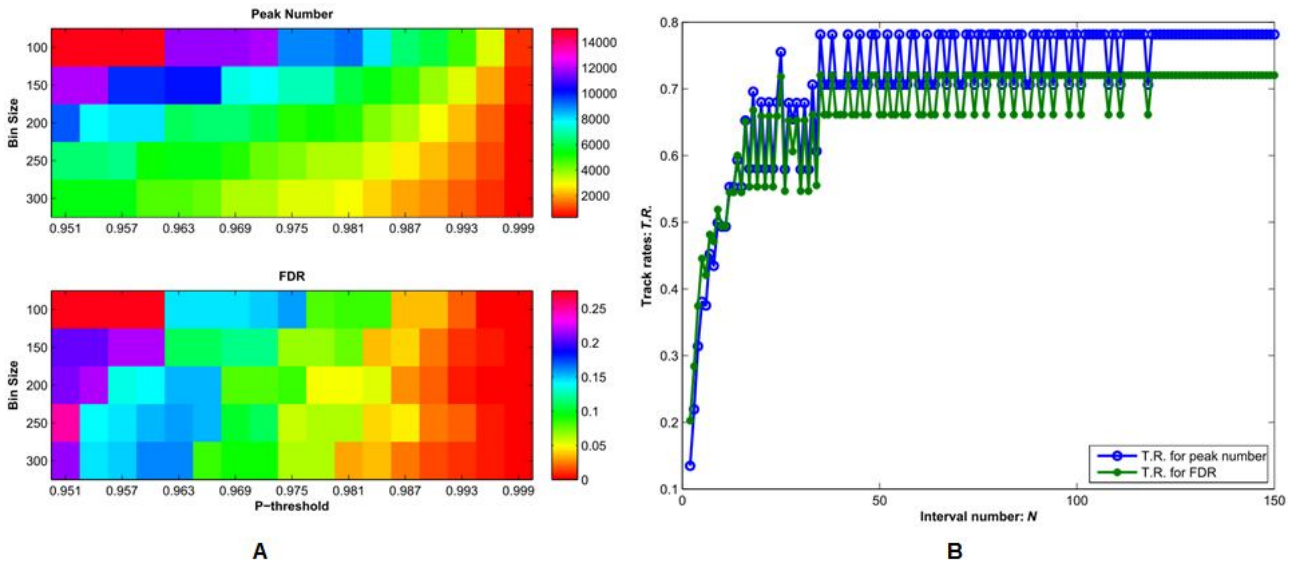 Peak Number
Bin Size
100
150
200
250
300
0.951 0.957 0.963 0.969 0.975 0.981 0.987 0.993 0.999
14000
12000
10000
8000
6000
4000
2000
FDR
Bin Size
100
150
200
250
300
0.951 0.957 0.963 0.969 0.975 0.981 0.987 0.993 0.999
P-threshold
0.25
0.2
0.15
0.1
0.05
0
A
Track rates: T.R.
0.8
0.7
0.6
0.5
0.4
0.3
0.2
0.1
0 50 100 150
Interval number: N
T.R. for peak number
T.R. for FDR
B